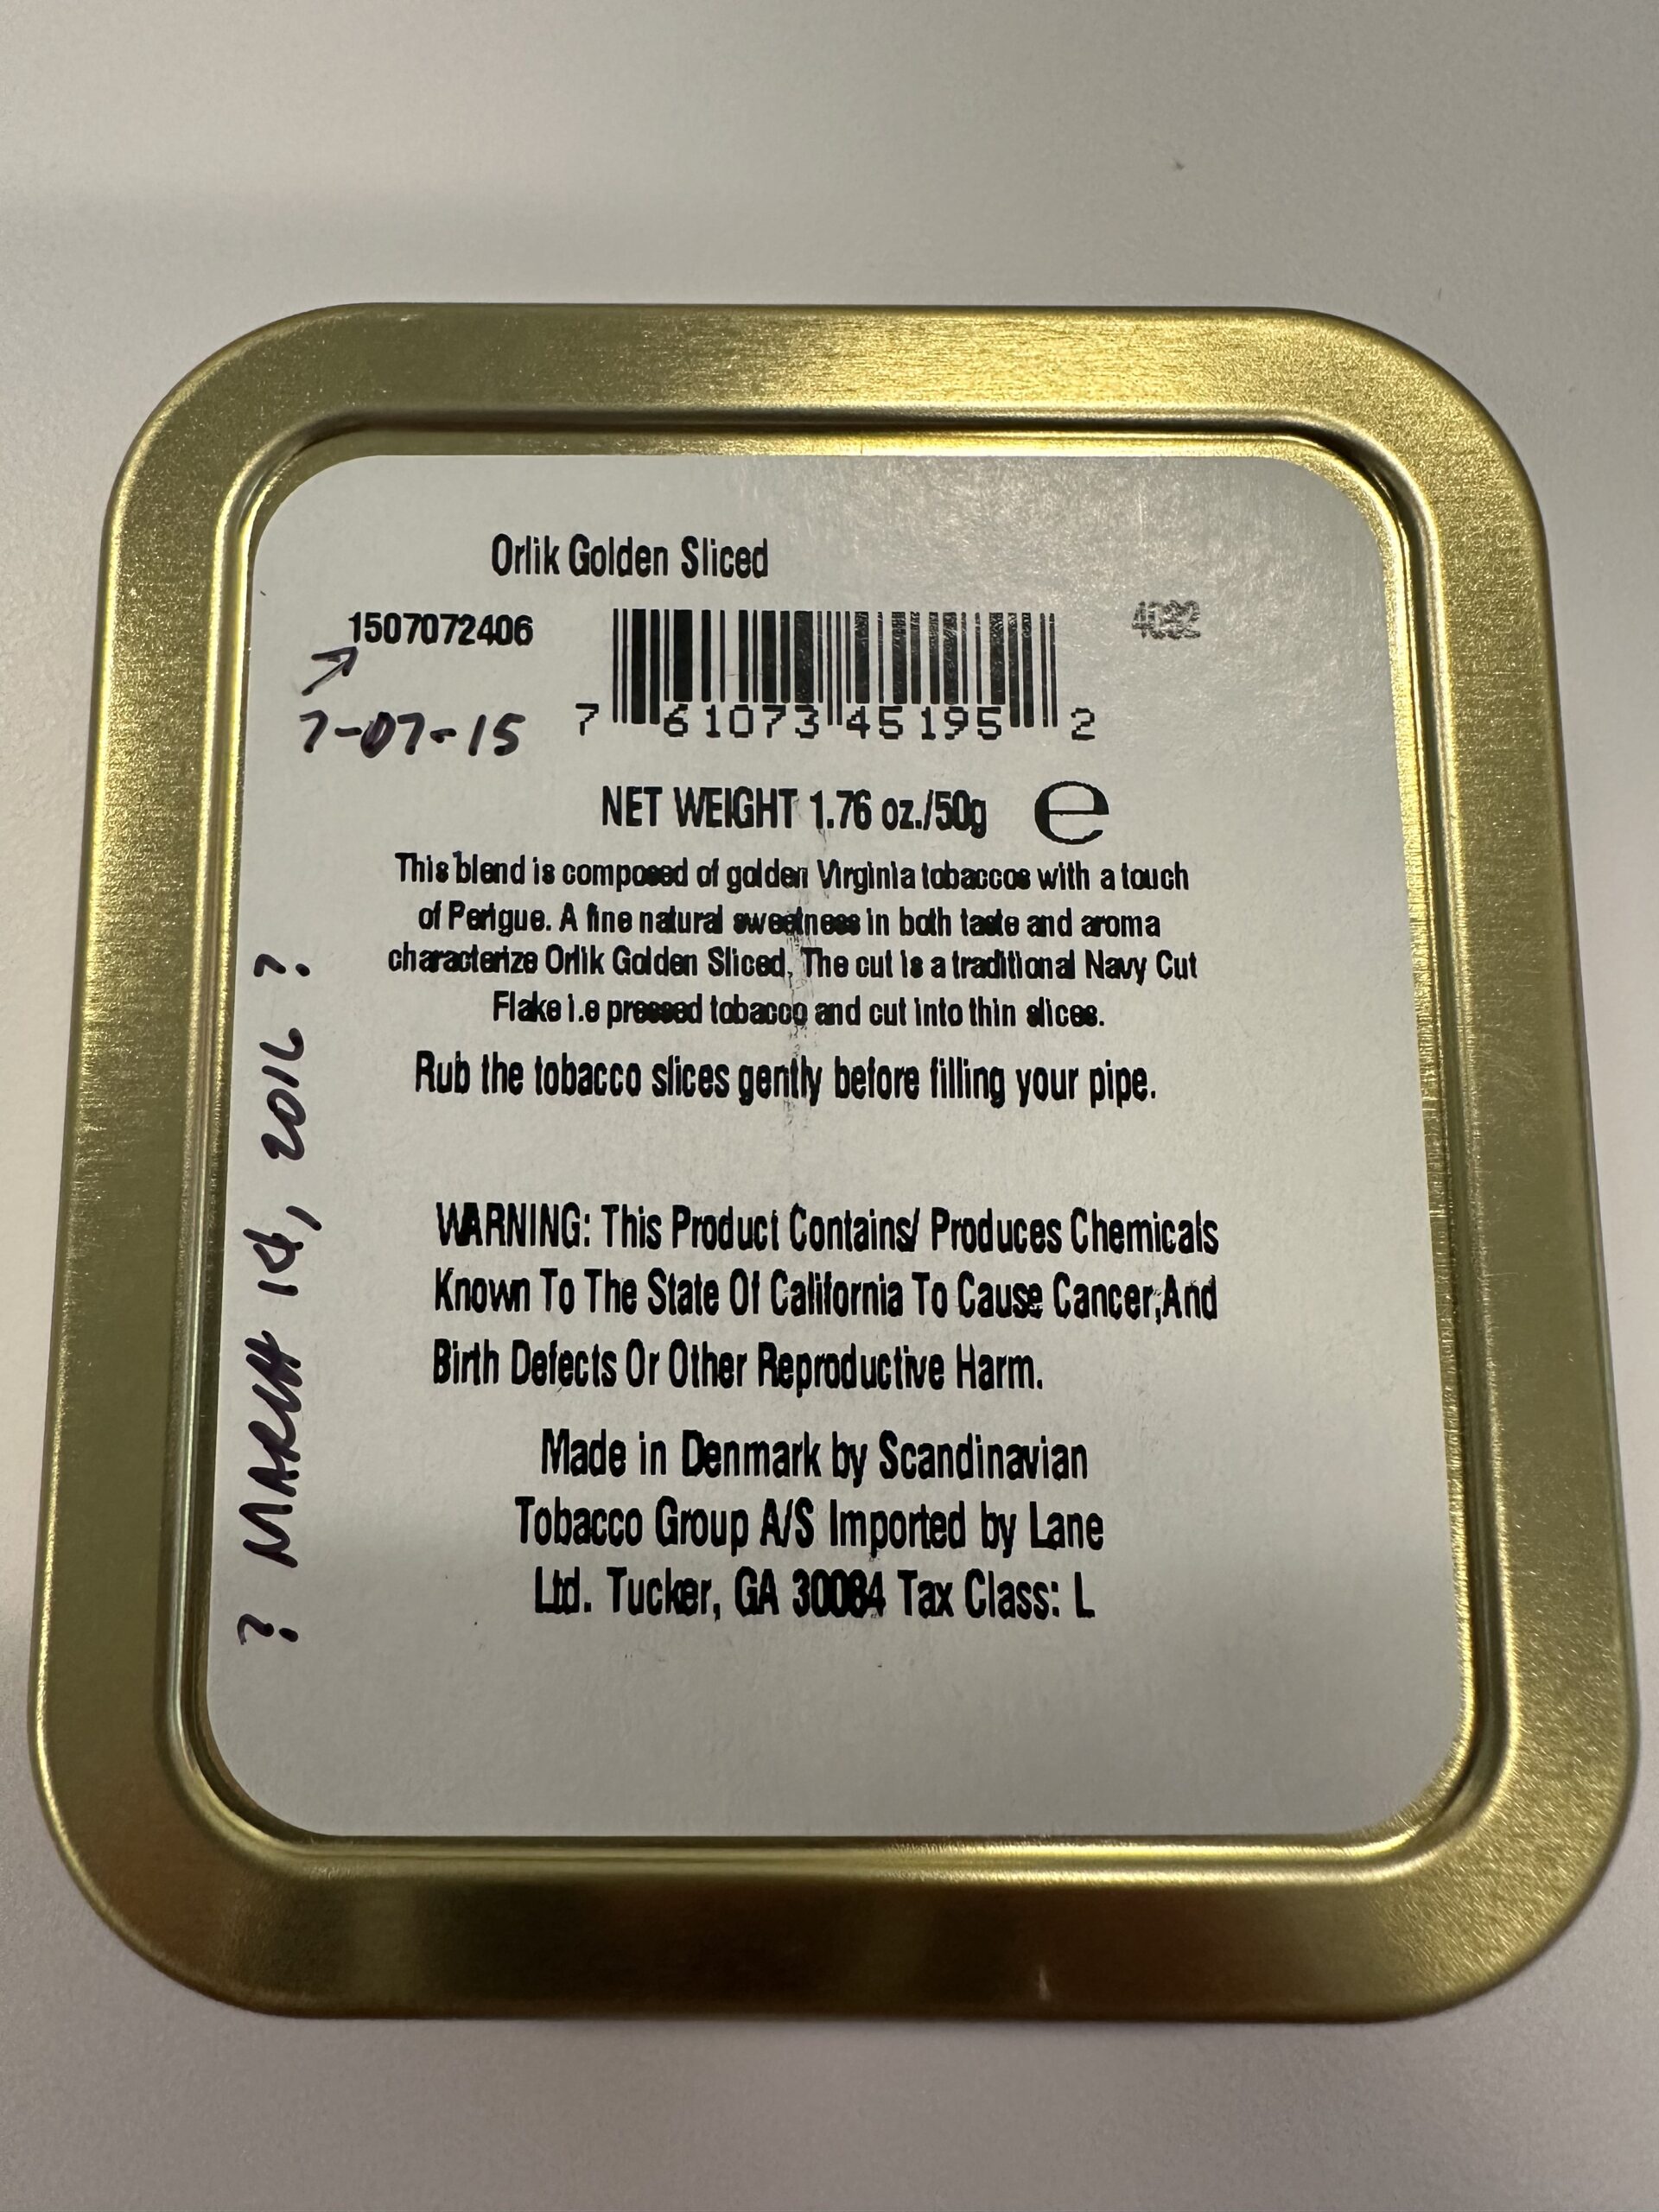 Orlik Golden Sliced
1507072406
7-07-15
7 61073 45195 2
NET WEIGHT 1.76 oz./50g e
This blend is composed of golden Virginia tobaccos with a touch
of Perigue. A fine natural sweetness in both taste and aroma
characterize Orlik Golden Sliced. The cut is a traditional Navy Cut
Flake i.e pressed tobacco and cut into thin slices.
Rub the tobacco slices gently before filling your pipe.
WARNING: This Product Contains/ Produces Chemicals
Known To The State Of California To Cause Cancer,And
Birth Defects Or Other Reproductive Harm.
Made in Denmark by Scandinavian
Tobacco Group A/S Imported by Lane
Ltd. Tucker, GA 30084 Tax Class: L
? MARCH 14, 2016 ?